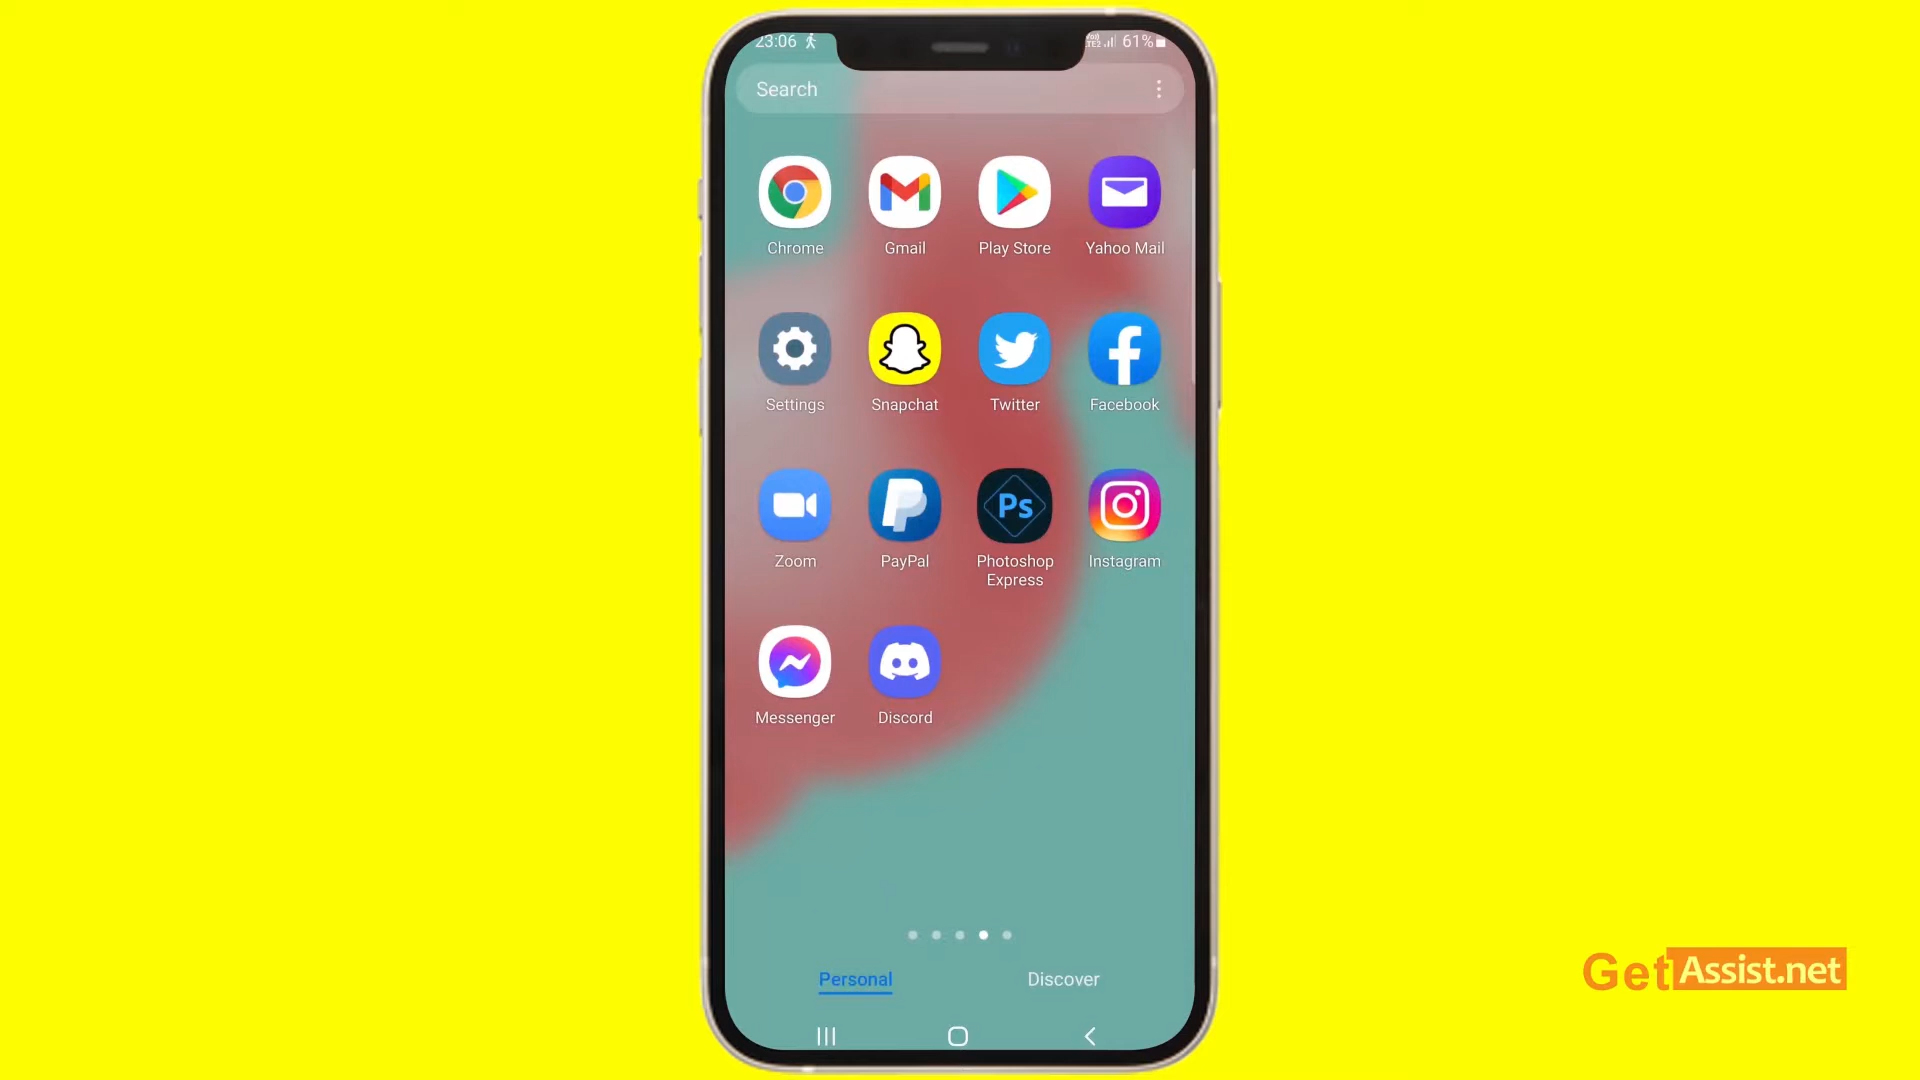 23:06 61%
Search
Chrome Gmail Play Store Yahoo Mail
Settings Snapchat Twitter Facebook
Ps
Zoom PayPal Photoshop Express Instagram
Messenger Discord
Personal Discover
GetAssist.net